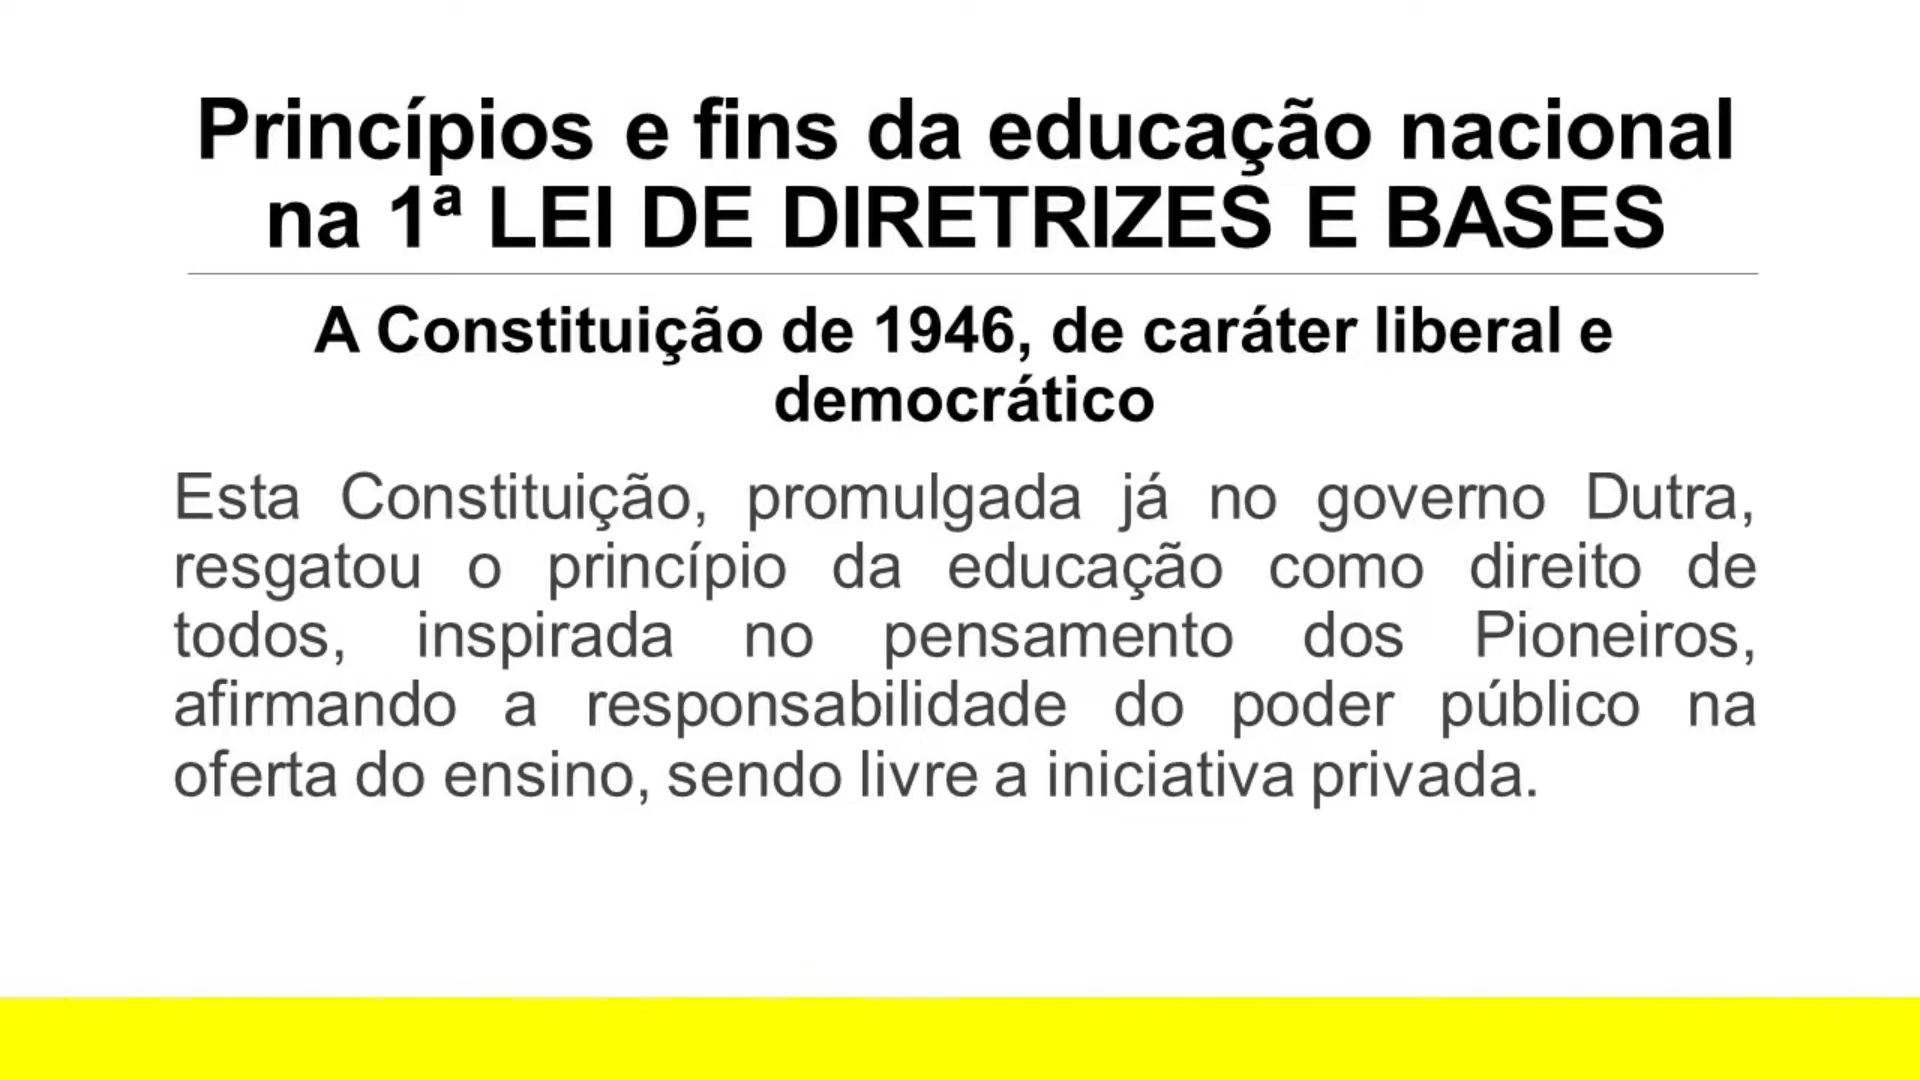 Princípios e fins da educação nacional
na 1ª LEI DE DIRETRIZES E BASES
A Constituição de 1946, de caráter liberal e
democrático
Esta Constituição, promulgada já no governo Dutra,
resgatou o princípio da educação como direito de
todos, inspirada no pensamento dos Pioneiros,
afirmando a responsabilidade do poder público na
oferta do ensino, sendo livre a iniciativa privada.